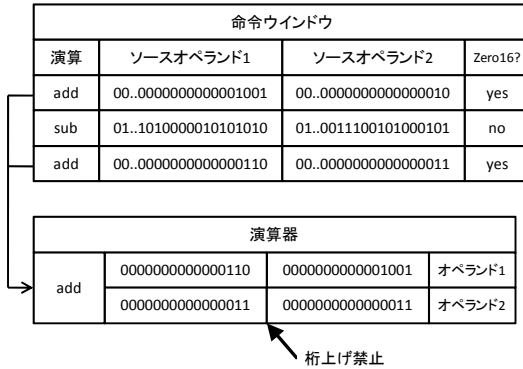 命令ウインドウ
演算 ソースオペランド1 ソースオペランド2 Zero16?
add 00..0000000000001001 00..0000000000000010 yes
sub 01..1010000010101010 01..0011100101000101 no
add 00..0000000000000110 00..0000000000000011 yes
演算器
add 0000000000000110 0000000000001001 オペランド1
0000000000000011 0000000000000011 オペランド2
桁上げ禁止